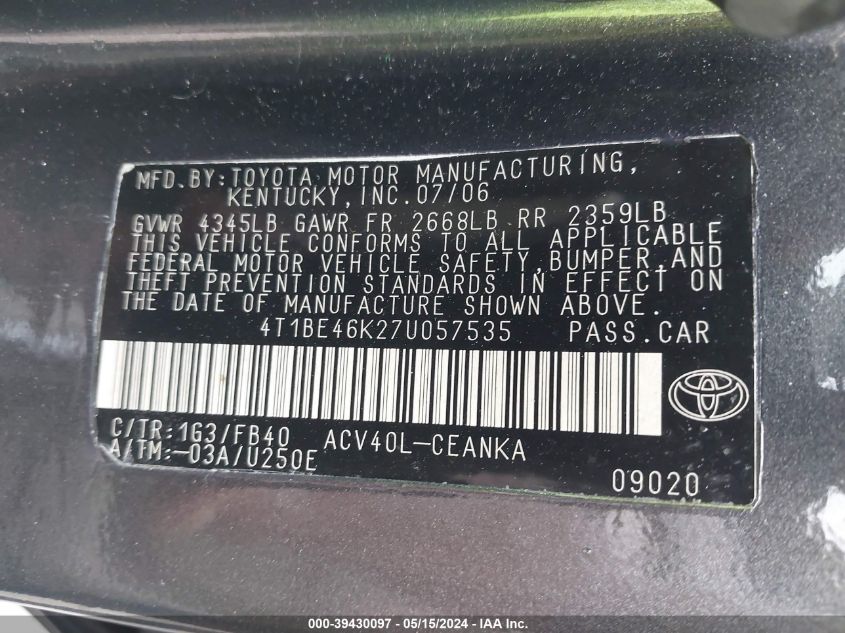 MFD.BY:TOYOTA MOTOR MANUFACTURING,
KENTUCKY,INC.07/06
GVWR 4345LB GAWR FR 2668LB RR 2359LB
THIS VEHICLE CONFORMS TO ALL APPLICABLE
FEDERAL MOTOR VEHICLE SAFETY,BUMPER,AND
THEFT PREVENTION STANDARDS IN EFFECT ON
THE DATE OF MANUFACTURE SHOWN ABOVE.
4T1BE46K27U057535 PASS.CAR
C/TR:1G3/FB40 ACV40L-CEANKA
A/TM:-03A/U250E
09020
000-39430097 - 05/15/2024 - IAA Inc.